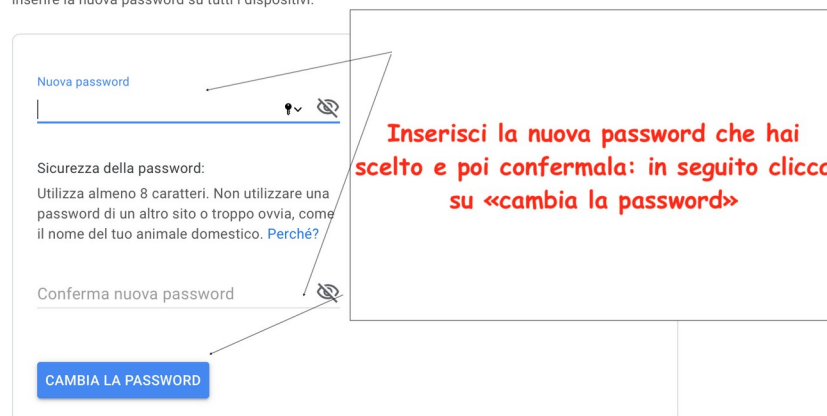 inserire la nuova password su tutti i dispositivi.
Nuova password
Inserisci la nuova password che hai
scelto e poi confermala: in seguito clicca
su «cambia la password»
Sicurezza della password:
Utilizza almeno 8 caratteri. Non utilizzare una
password di un altro sito o troppo ovvia, come
il nome del tuo animale domestico. Perché?
Conferma nuova password
CAMBIA LA PASSWORD